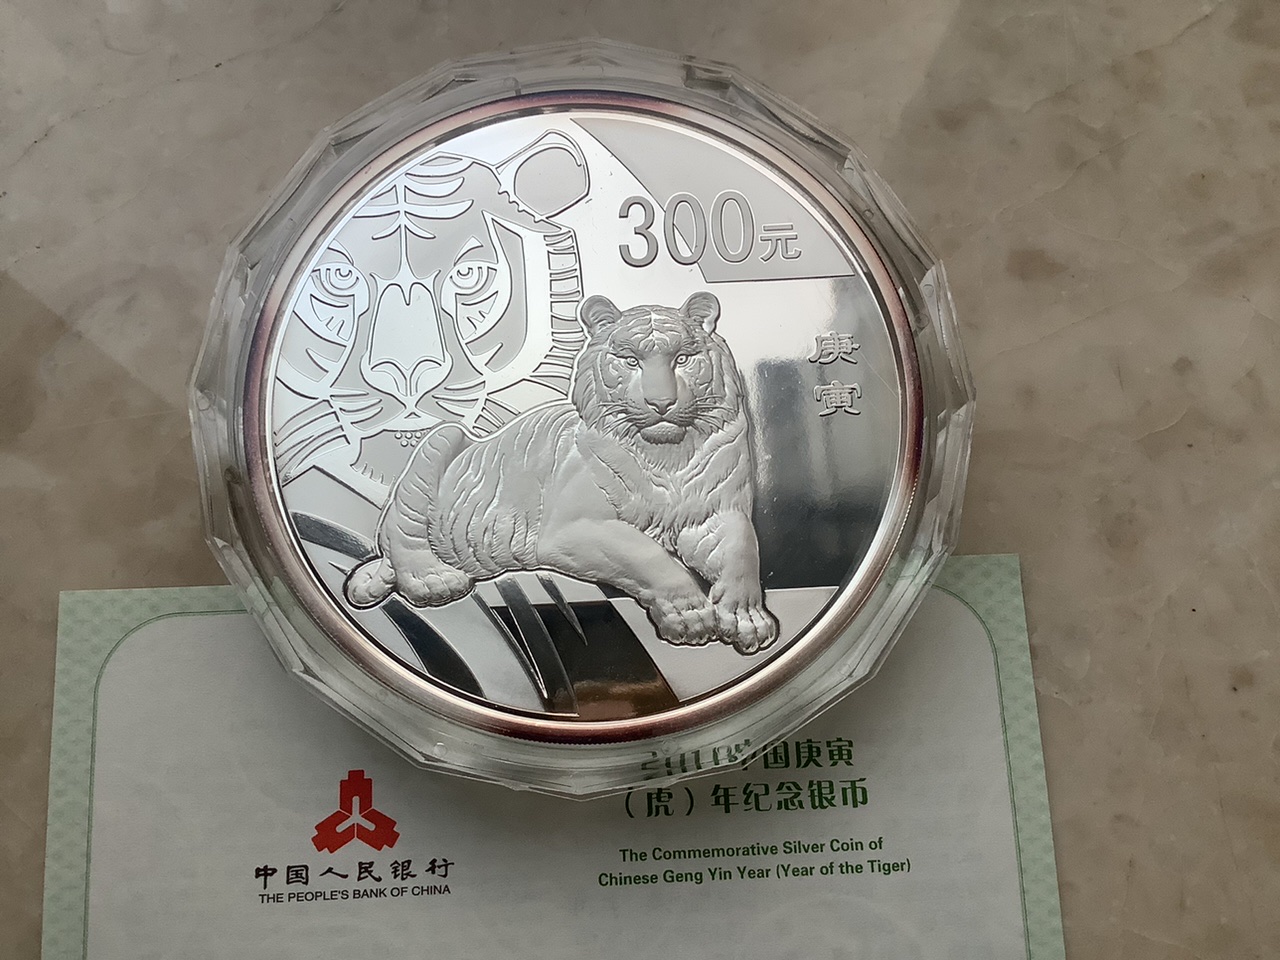 300元
庚
寅
中国庚寅
（虎）年纪念银币
The Commemorative Silver Coin of
Chinese Geng Yin Year (Year of the Tiger)
中国人民银行
THE PEOPLE'S BANK OF CHINA